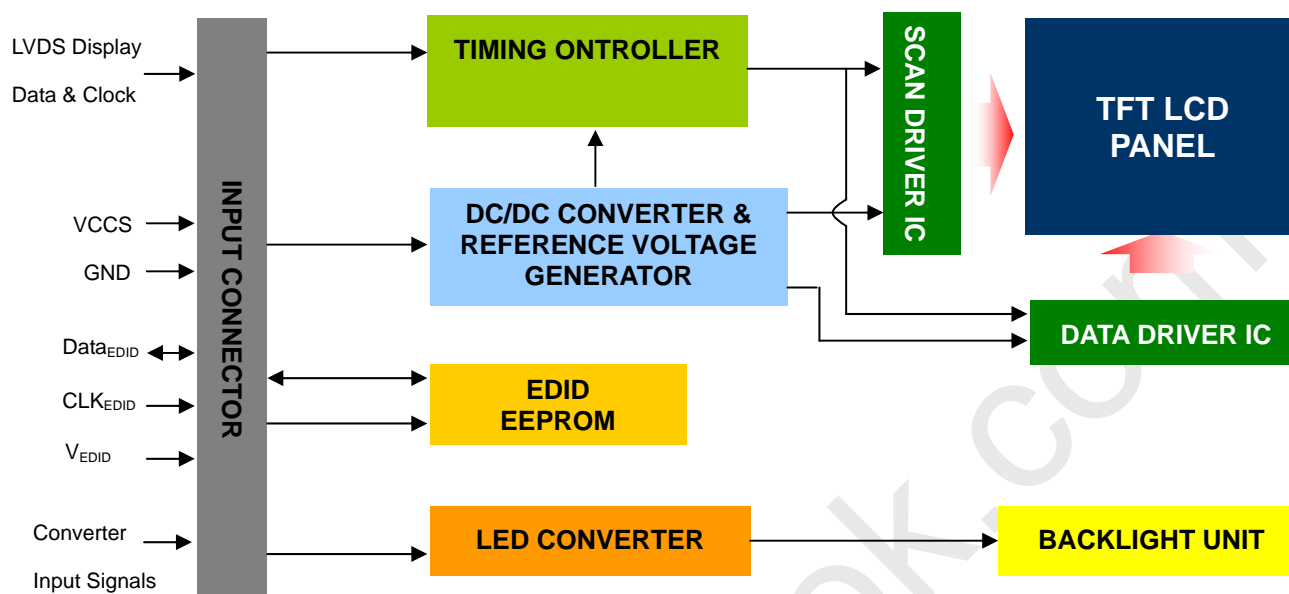 LVDS Display
Data & Clock
VCCS
GND
DataEDID
CLKEDID
VEDID
Converter
Input Signals
INPUT CONNECTOR
TIMING ONTROLLER
DC/DC CONVERTER &
REFERENCE VOLTAGE
GENERATOR
EDID
EEPROM
LED CONVERTER
SCAN DRIVER IC
TFT LCD
PANEL
DATA DRIVER IC
BACKLIGHT UNIT